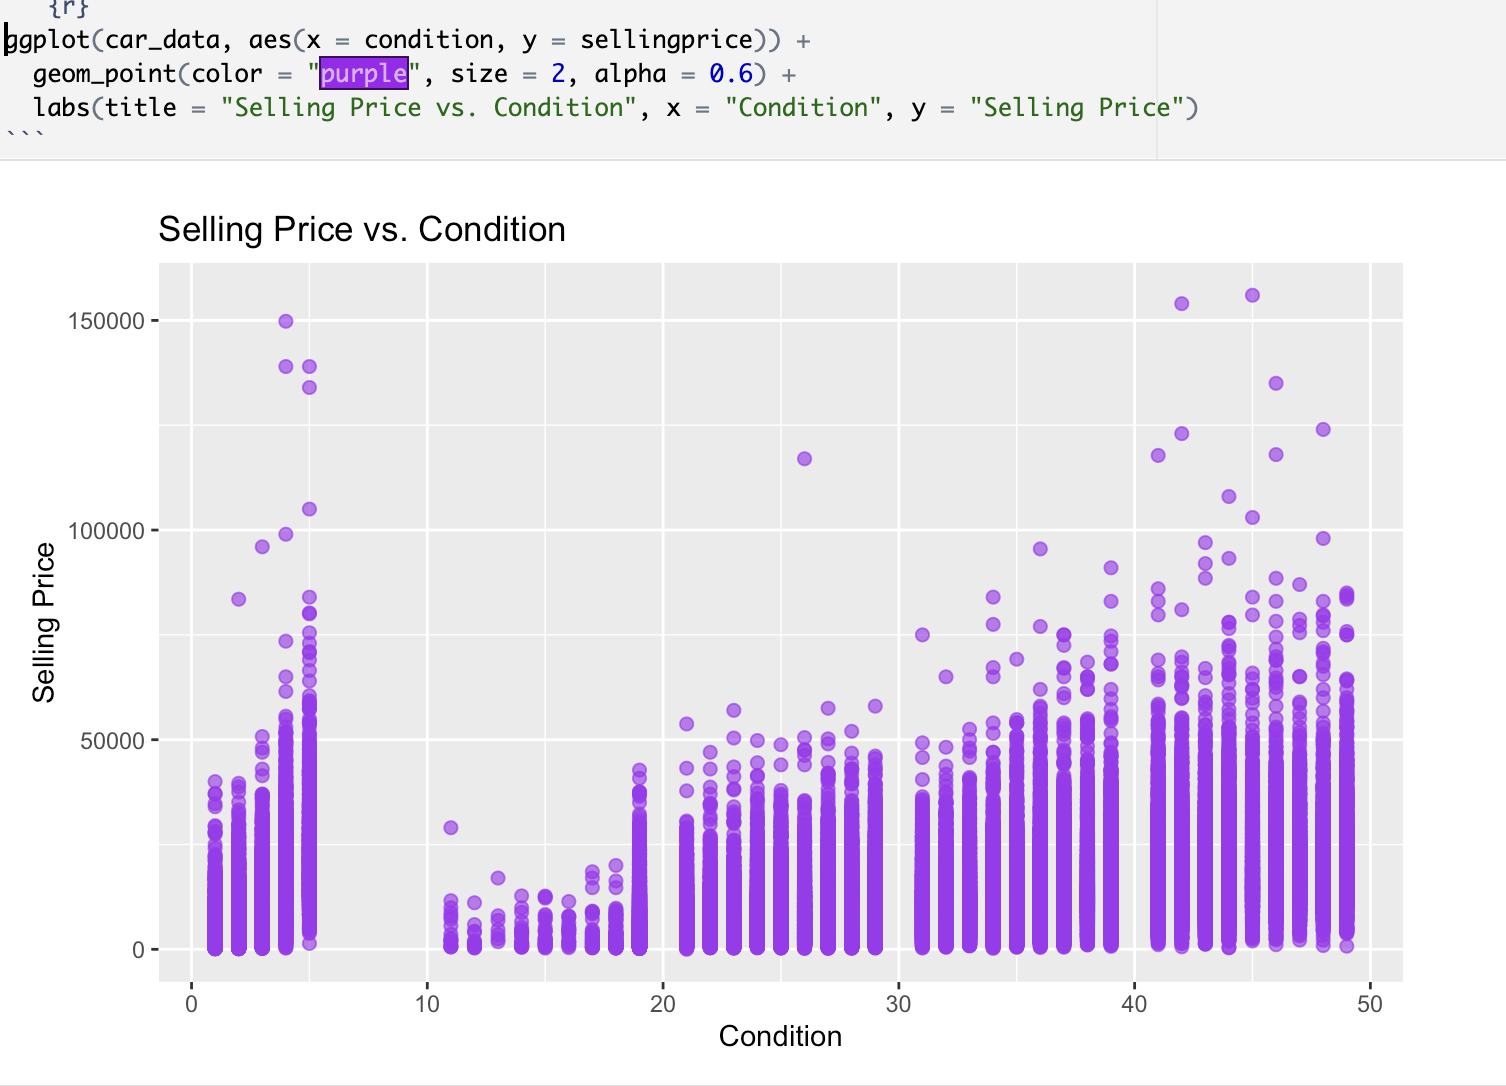 {r}
ggplot(car_data, aes(x = condition, y = sellingprice)) +
  geom_point(color = "purple", size = 2, alpha = 0.6) +
  labs(title = "Selling Price vs. Condition", x = "Condition", y = "Selling Price")
```
Selling Price vs. Condition
150000
100000
50000
0
Selling Price
0 10 20 30 40 50
Condition